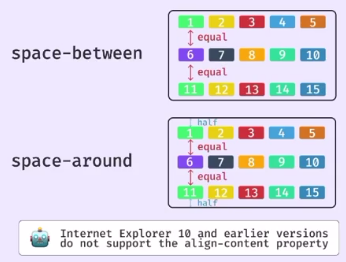 1 2 3 4 5
equal
space-between
6 7 8 9 10
equal
11 12 13 14 15
half
1 2 3 4 5
equal
space-around
6 7 8 9 10
equal
11 12 13 14 15
half
Internet Explorer 10 and earlier versions
do not support the align-content property